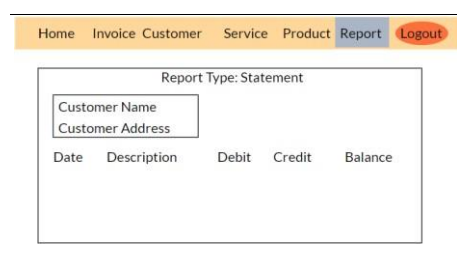 Home Invoice Customer Service Product Report Logout
Report Type: Statement
Customer Name
Customer Address
Date Description Debit Credit Balance